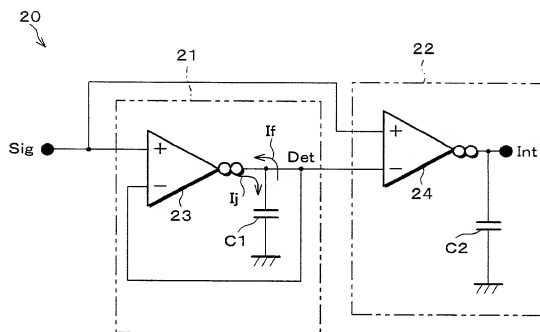 20
21
22
Sig
+
−
23
If
Ij
Det
C1
+
−
24
Int
C2